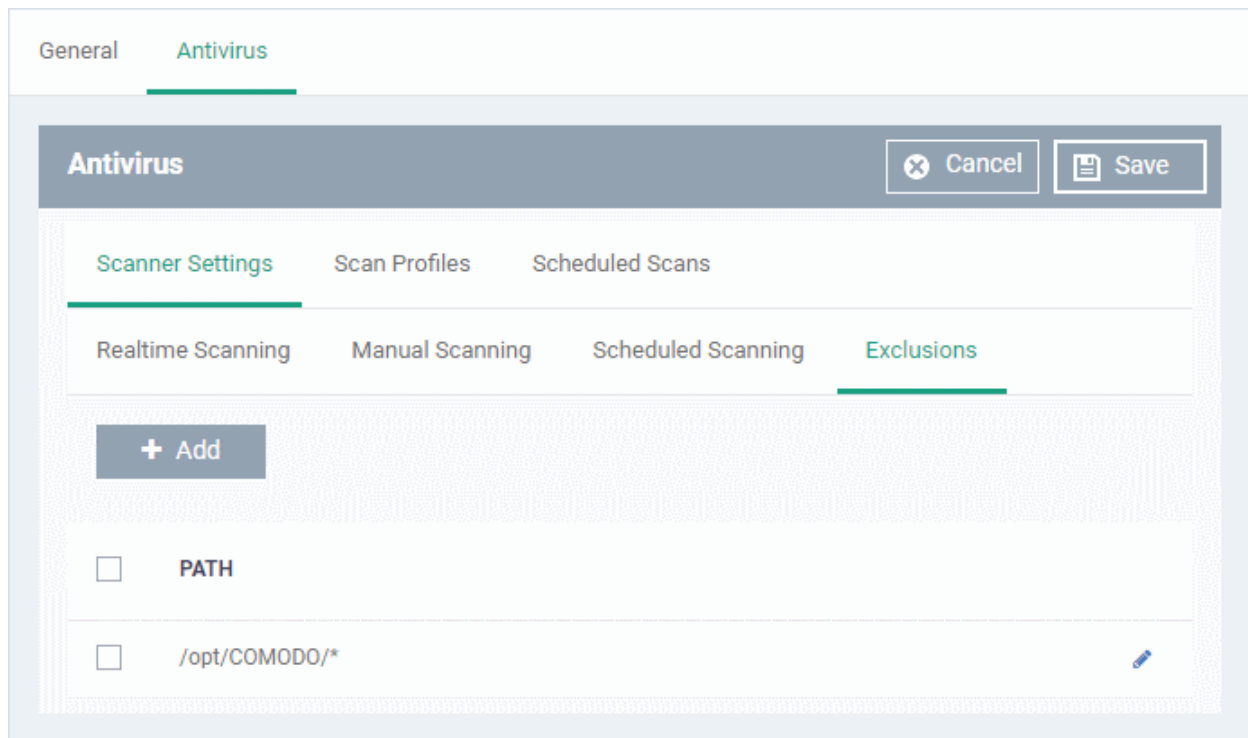 General Antivirus
Antivirus Cancel Save
Scanner Settings Scan Profiles Scheduled Scans
Realtime Scanning Manual Scanning Scheduled Scanning Exclusions
+ Add
PATH
/opt/COMODO/*